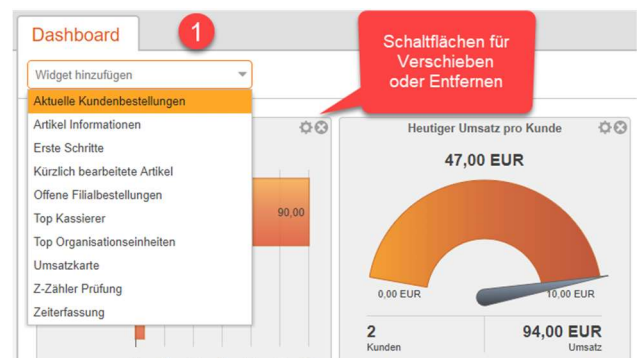 Dashboard
1
Schaltflächen für
Verschieben
oder Entfernen
Widget hinzufügen
Aktuelle Kundenbestellungen
Artikel Informationen
Erste Schritte
Kürzlich bearbeitete Artikel
Offene Filialbestellungen
Top Kassierer
Top Organisationseinheiten
Umsatzkarte
Z-Zähler Prüfung
Zeiterfassung
90,00
Heutiger Umsatz pro Kunde
47,00 EUR
0,00 EUR
10,00 EUR
2
Kunden
94,00 EUR
Umsatz